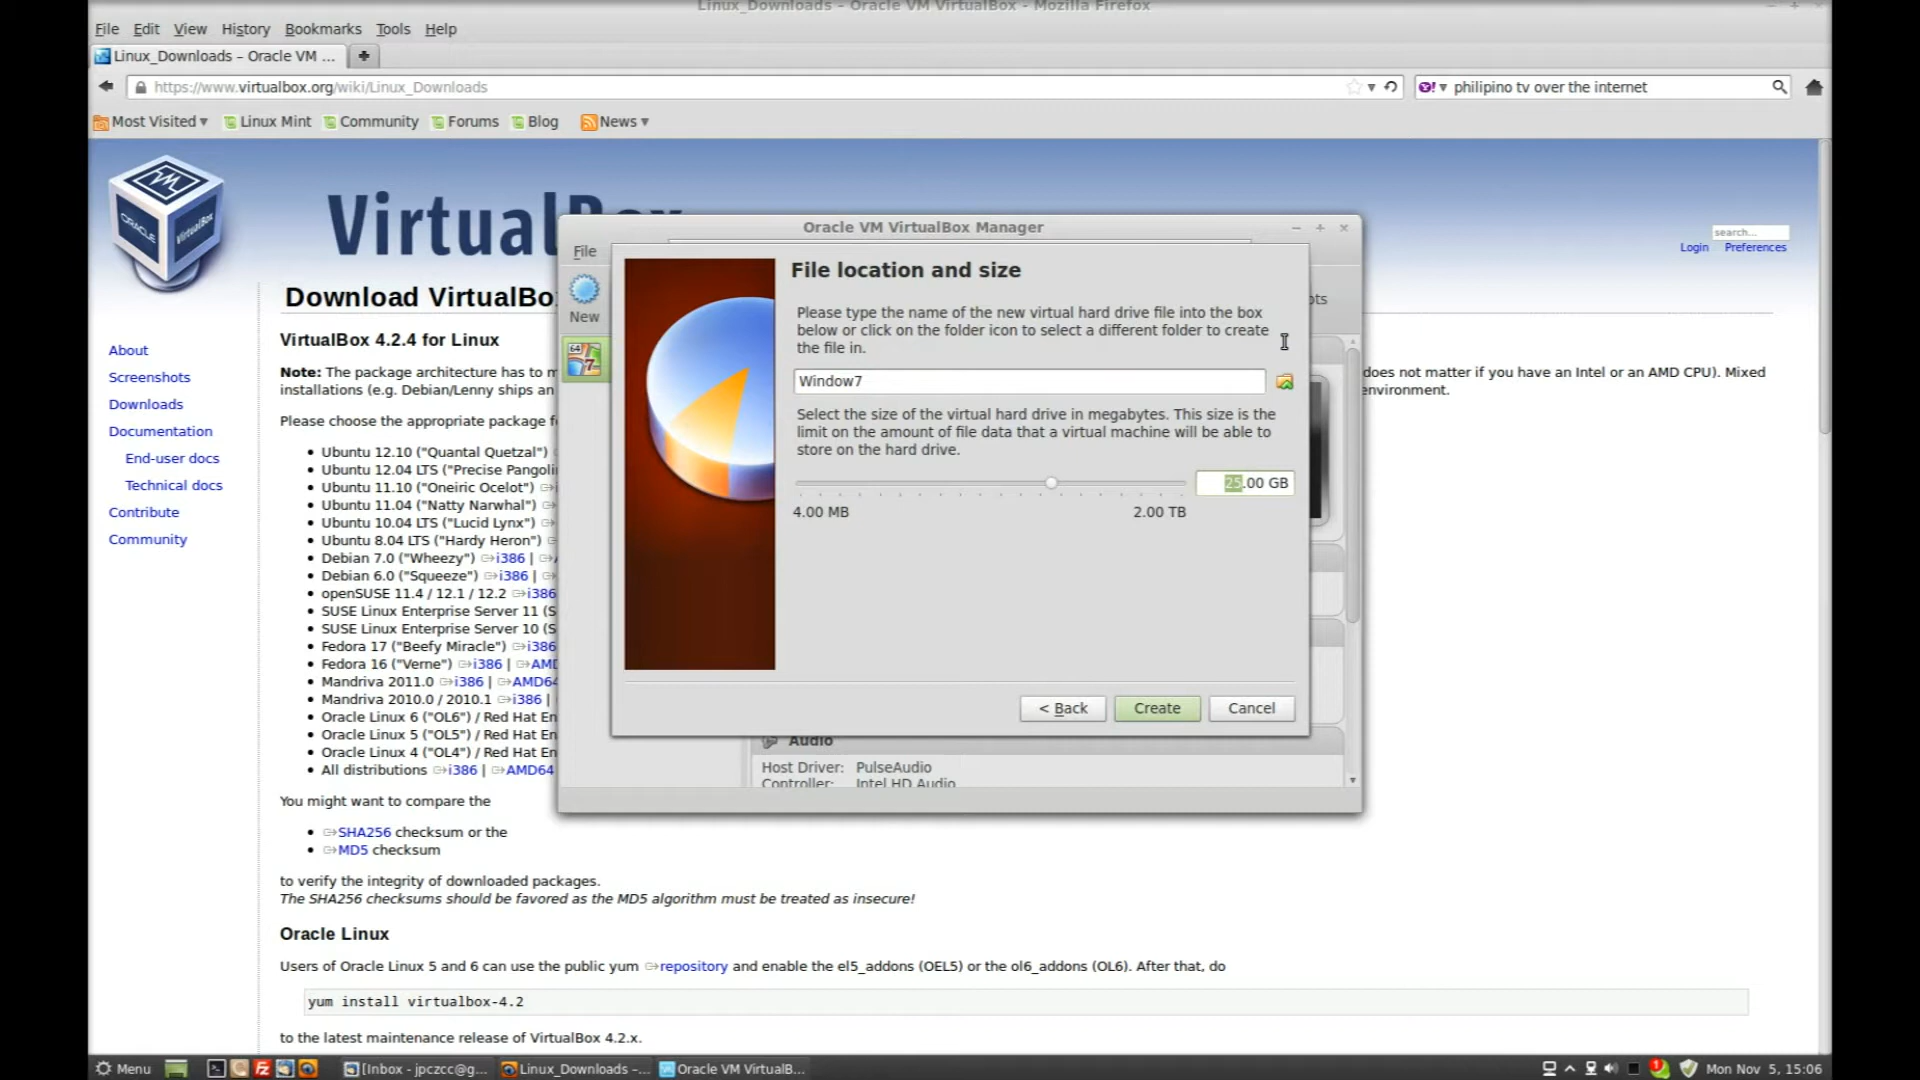 Linux_Downloads – Oracle VM VirtualBox - Mozilla Firefox
File Edit View History Bookmarks Tools Help
Linux_Downloads – Oracle VM ...
https://www.virtualbox.org/wiki/Linux_Downloads
philipino tv over the internet
Most Visited Linux Mint Community Forums Blog News
ORACLE
VirtualBox
VirtualBox
search...
Login Preferences
About
Screenshots
Downloads
Documentation
End-user docs
Technical docs
Contribute
Community
Download VirtualBo
VirtualBox 4.2.4 for Linux
Note: The package architecture has to m
does not matter if you have an Intel or an AMD CPU). Mixed
installations (e.g. Debian/Lenny ships an
environment.
Please choose the appropriate package f
Ubuntu 12.10 ("Quantal Quetzal")
Ubuntu 12.04 LTS ("Precise Pangoli
Ubuntu 11.10 ("Oneiric Ocelot")
Ubuntu 11.04 ("Natty Narwhal")
Ubuntu 10.04 LTS ("Lucid Lynx")
Ubuntu 8.04 LTS ("Hardy Heron")
Debian 7.0 ("Wheezy") i386 |
Debian 6.0 ("Squeeze") i386 |
openSUSE 11.4 / 12.1 / 12.2 i386
SUSE Linux Enterprise Server 11 (S
SUSE Linux Enterprise Server 10 (S
Fedora 17 ("Beefy Miracle") i386
Fedora 16 ("Verne") i386 | AMD
Mandriva 2011.0 i386 | AMD64
Mandriva 2010.0 / 2010.1 i386 |
Oracle Linux 6 ("OL6") / Red Hat En
Oracle Linux 5 ("OL5") / Red Hat En
Oracle Linux 4 ("OL4") / Red Hat En
All distributions i386 | AMD64
You might want to compare the
SHA256 checksum or the
MD5 checksum
to verify the integrity of downloaded packages.
The SHA256 checksums should be favored as the MD5 algorithm must be treated as insecure!
Oracle Linux
Users of Oracle Linux 5 and 6 can use the public yum repository and enable the el5_addons (OEL5) or the ol6_addons (OL6). After that, do
yum install virtualbox-4.2
to the latest maintenance release of VirtualBox 4.2.x.
Oracle VM VirtualBox Manager
File
New
ots
64
7
File location and size
Please type the name of the new virtual hard drive file into the box
below or click on the folder icon to select a different folder to create
the file in.
Window7
Select the size of the virtual hard drive in megabytes. This size is the
limit on the amount of file data that a virtual machine will be able to
store on the hard drive.
25.00 GB
4.00 MB 2.00 TB
< Back Create Cancel
Audio
Host Driver: PulseAudio
Controller: Intel HD Audio
Menu [Inbox - jpczcc@g... Linux_Downloads –... Oracle VM VirtualB... Mon Nov 5, 15:06